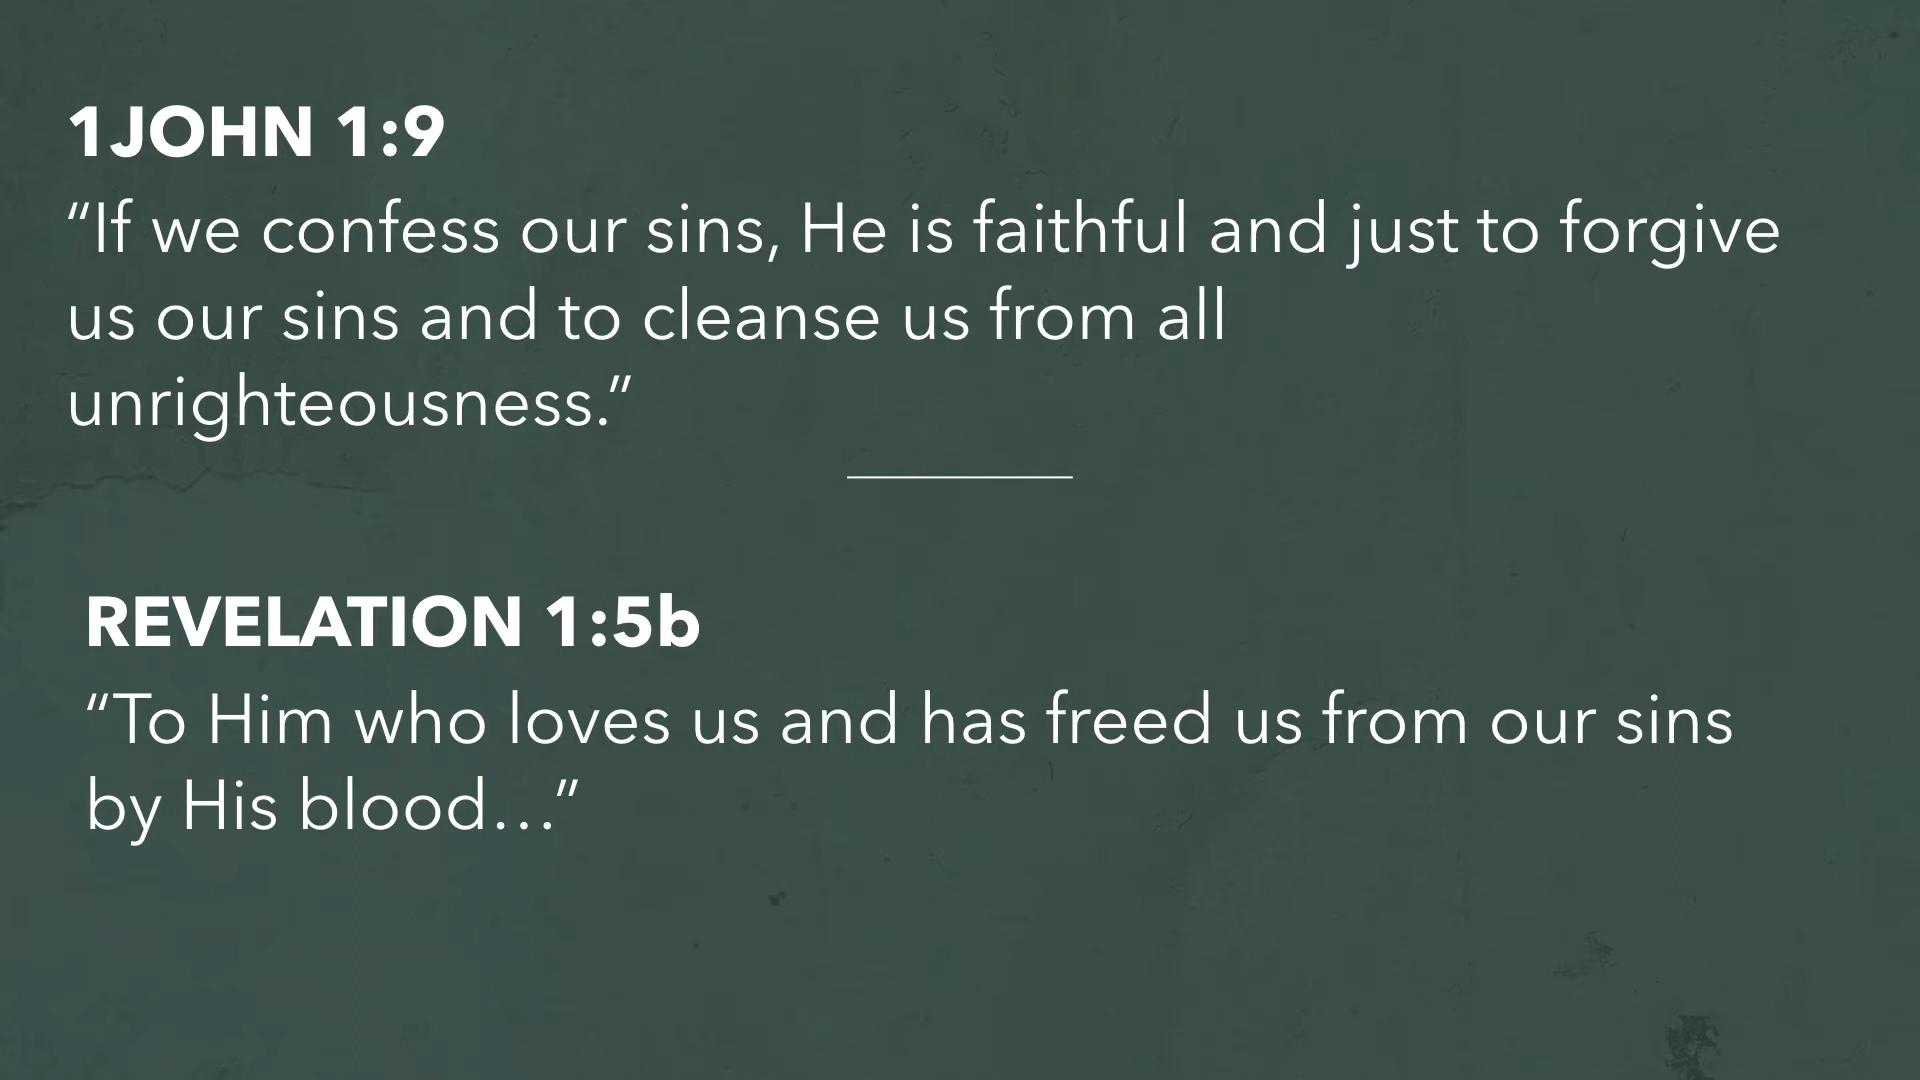 1JOHN 1:9
“If we confess our sins, He is faithful and just to forgive
us our sins and to cleanse us from all
unrighteousness.”
REVELATION 1:5b
“To Him who loves us and has freed us from our sins
by His blood…”